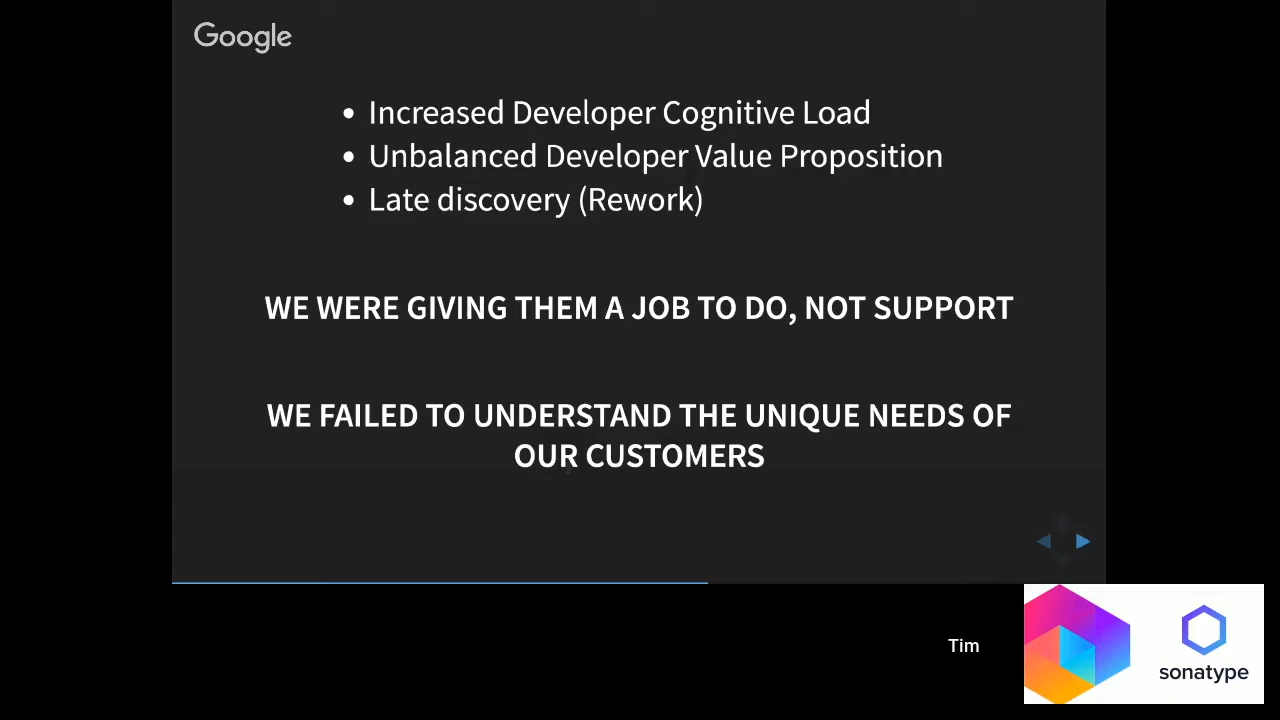 Google
• Increased Developer Cognitive Load
• Unbalanced Developer Value Proposition
• Late discovery (Rework)
WE WERE GIVING THEM A JOB TO DO, NOT SUPPORT
WE FAILED TO UNDERSTAND THE UNIQUE NEEDS OF
OUR CUSTOMERS
Tim
sonatype